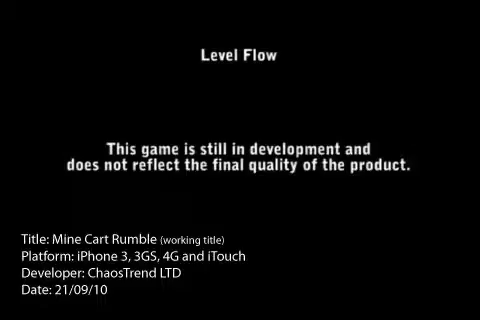 Level Flow
This game is still in development and
does not reflect the final quality of the product.
Title: Mine Cart Rumble (working title)
Platform: iPhone 3, 3GS, 4G and iTouch
Developer: ChaosTrend LTD
Date: 21/09/10